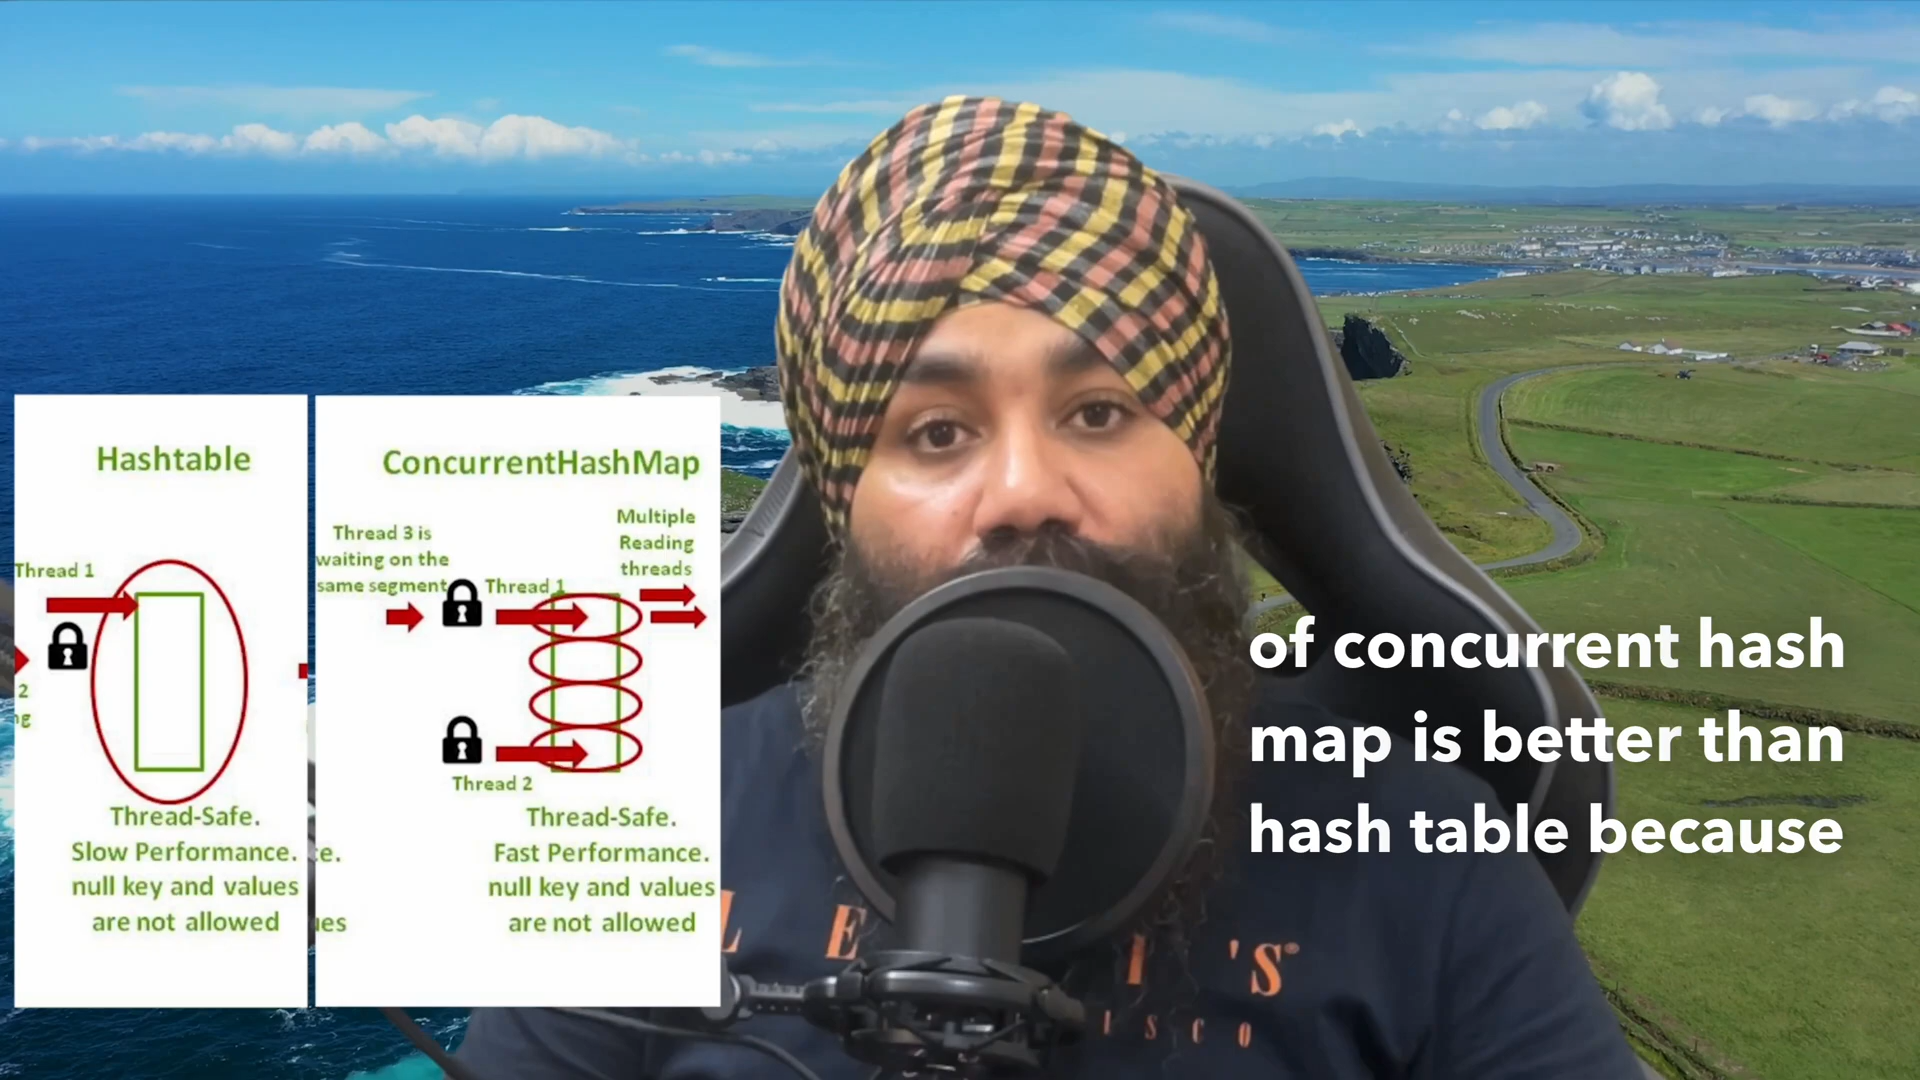 Hashtable
Thread 1
2
Thread-Safe.
Slow Performance.
null key and values
are not allowed
ConcurrentHashMap
Thread 3 is
waiting on the
same segment
Thread 1
Multiple
Reading
threads
Thread 2
Thread-Safe.
Fast Performance.
null key and values
are not allowed
of concurrent hash
map is better than
hash table because
L E I 'S®
I S C O